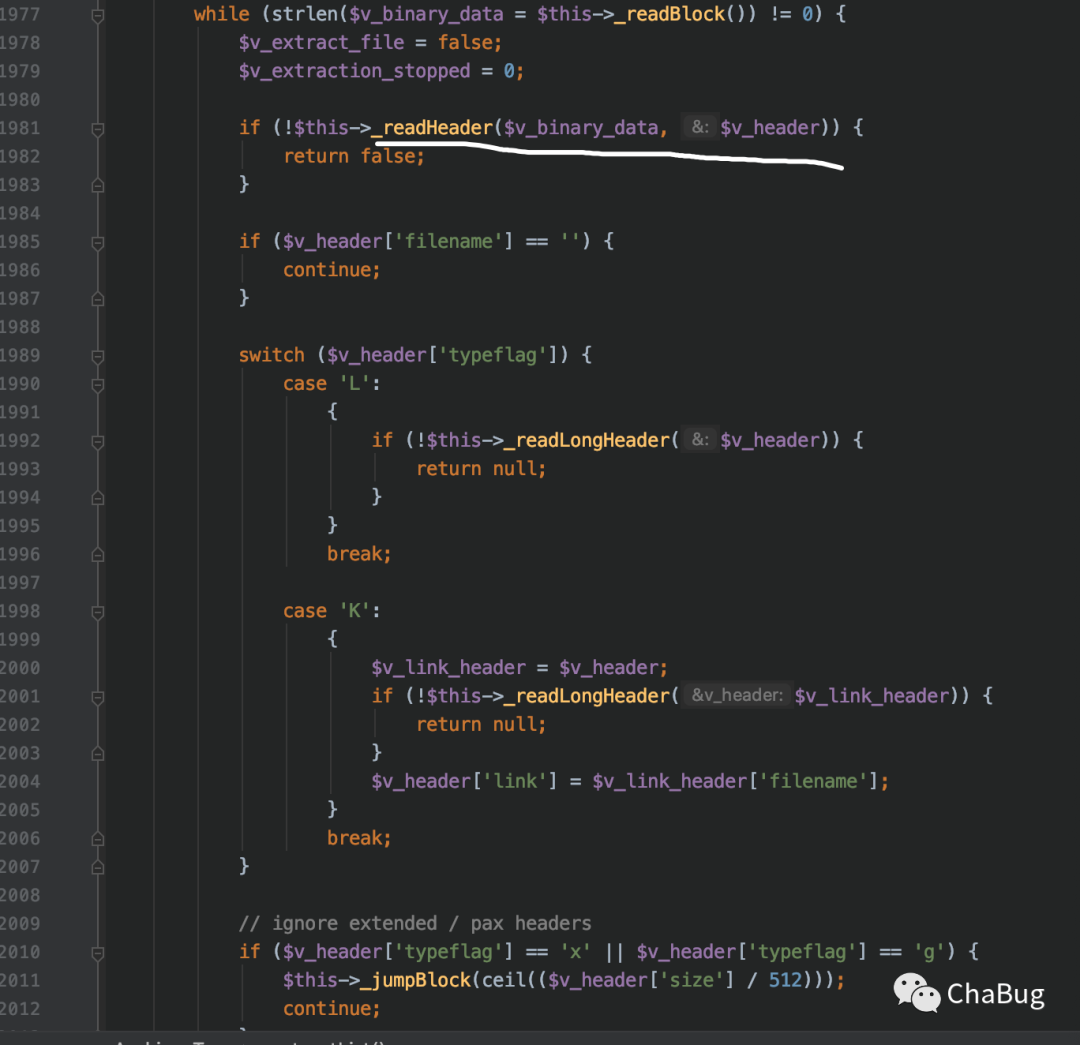 1977 while (strlen($v_binary_data = $this->_readBlock()) != 0) {
1978 $v_extract_file = false;
1979 $v_extraction_stopped = 0;
1980
1981 if (!$this->_readHeader($v_binary_data, &: $v_header)) {
1982 return false;
1983 }
1984
1985 if ($v_header['filename'] == '') {
1986 continue;
1987 }
1988
1989 switch ($v_header['typeflag']) {
1990 case 'L':
1991 {
1992 if (!$this->_readLongHeader( &: $v_header)) {
1993 return null;
1994 }
1995 }
1996 break;
1997
1998 case 'K':
1999 {
2000 $v_link_header = $v_header;
2001 if (!$this->_readLongHeader( &v_header: $v_link_header)) {
2002 return null;
2003 }
2004 $v_header['link'] = $v_link_header['filename'];
2005 }
2006 break;
2007 }
2008
2009 // ignore extended / pax headers
2010 if ($v_header['typeflag'] == 'x' || $v_header['typeflag'] == 'g') {
2011 $this->_jumpBlock(ceil(($v_header['size'] / 512)));
2012 continue;
ChaBug